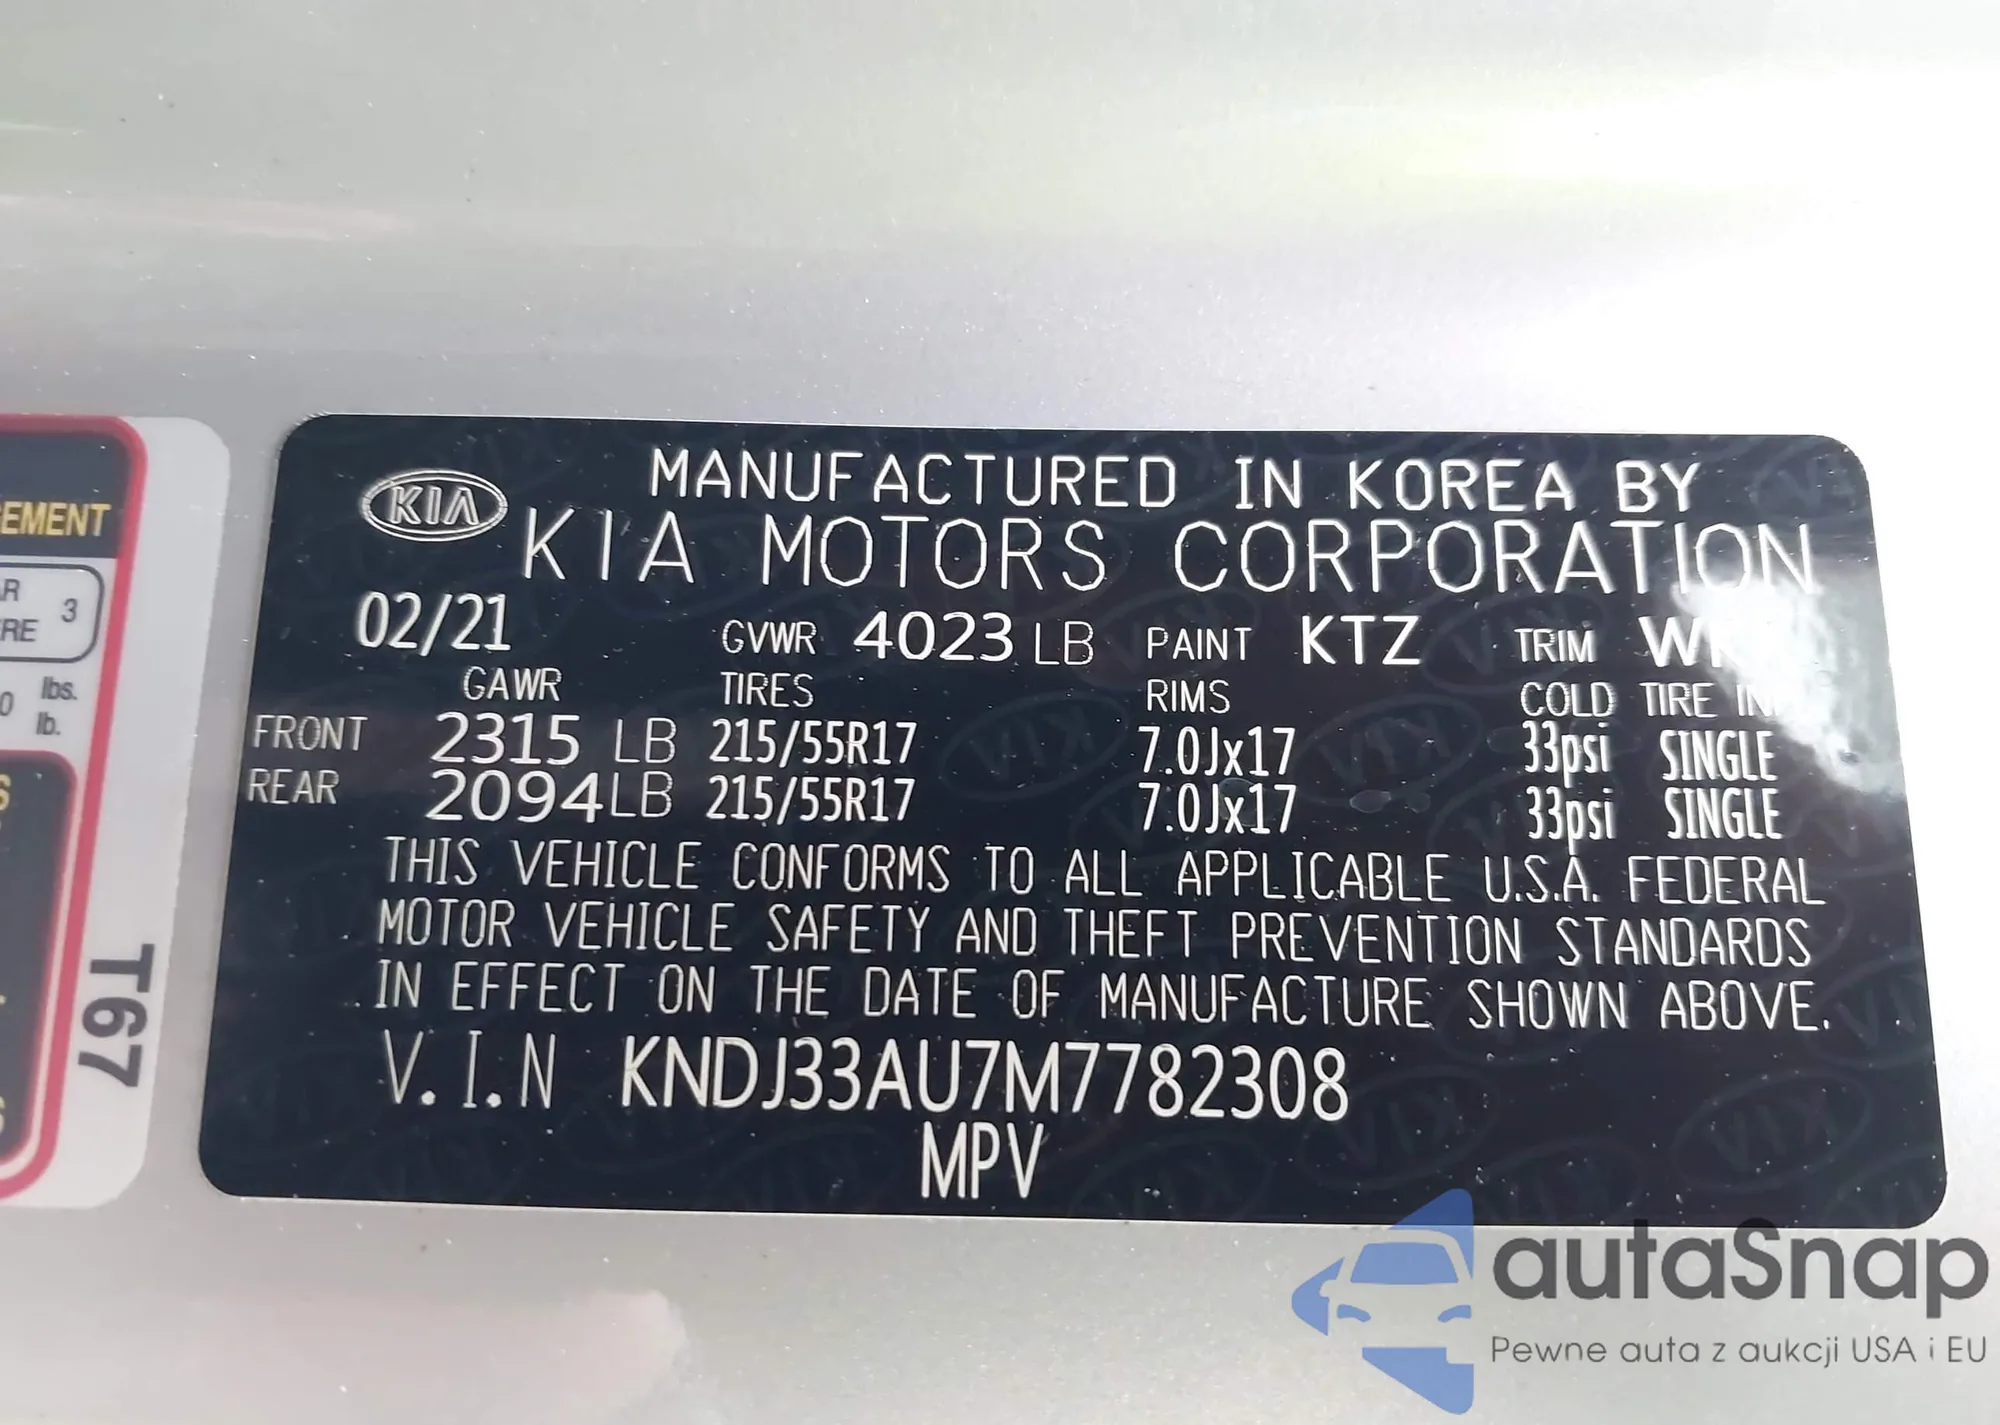 KIA
MANUFACTURED IN KOREA BY
KIA MOTORS CORPORATION
02/21 GVWR 4023 LB PAINT KTZ TRIM
GAWR TIRES RIMS COLD TIRE
FRONT 2315 LB 215/55R17 7.0Jx17 33psi SINGLE
REAR 2094 LB 215/55R17 7.0Jx17 33psi SINGLE
THIS VEHICLE CONFORMS TO ALL APPLICABLE U.S.A. FEDERAL
MOTOR VEHICLE SAFETY AND THEFT PREVENTION STANDARDS
IN EFFECT ON THE DATE OF MANUFACTURE SHOWN ABOVE.
V.I.N KNDJ33AU7M7782308
MPV
3
lbs.
lb.
T67
autaSnap
Pewne auta z aukcji USA i EU